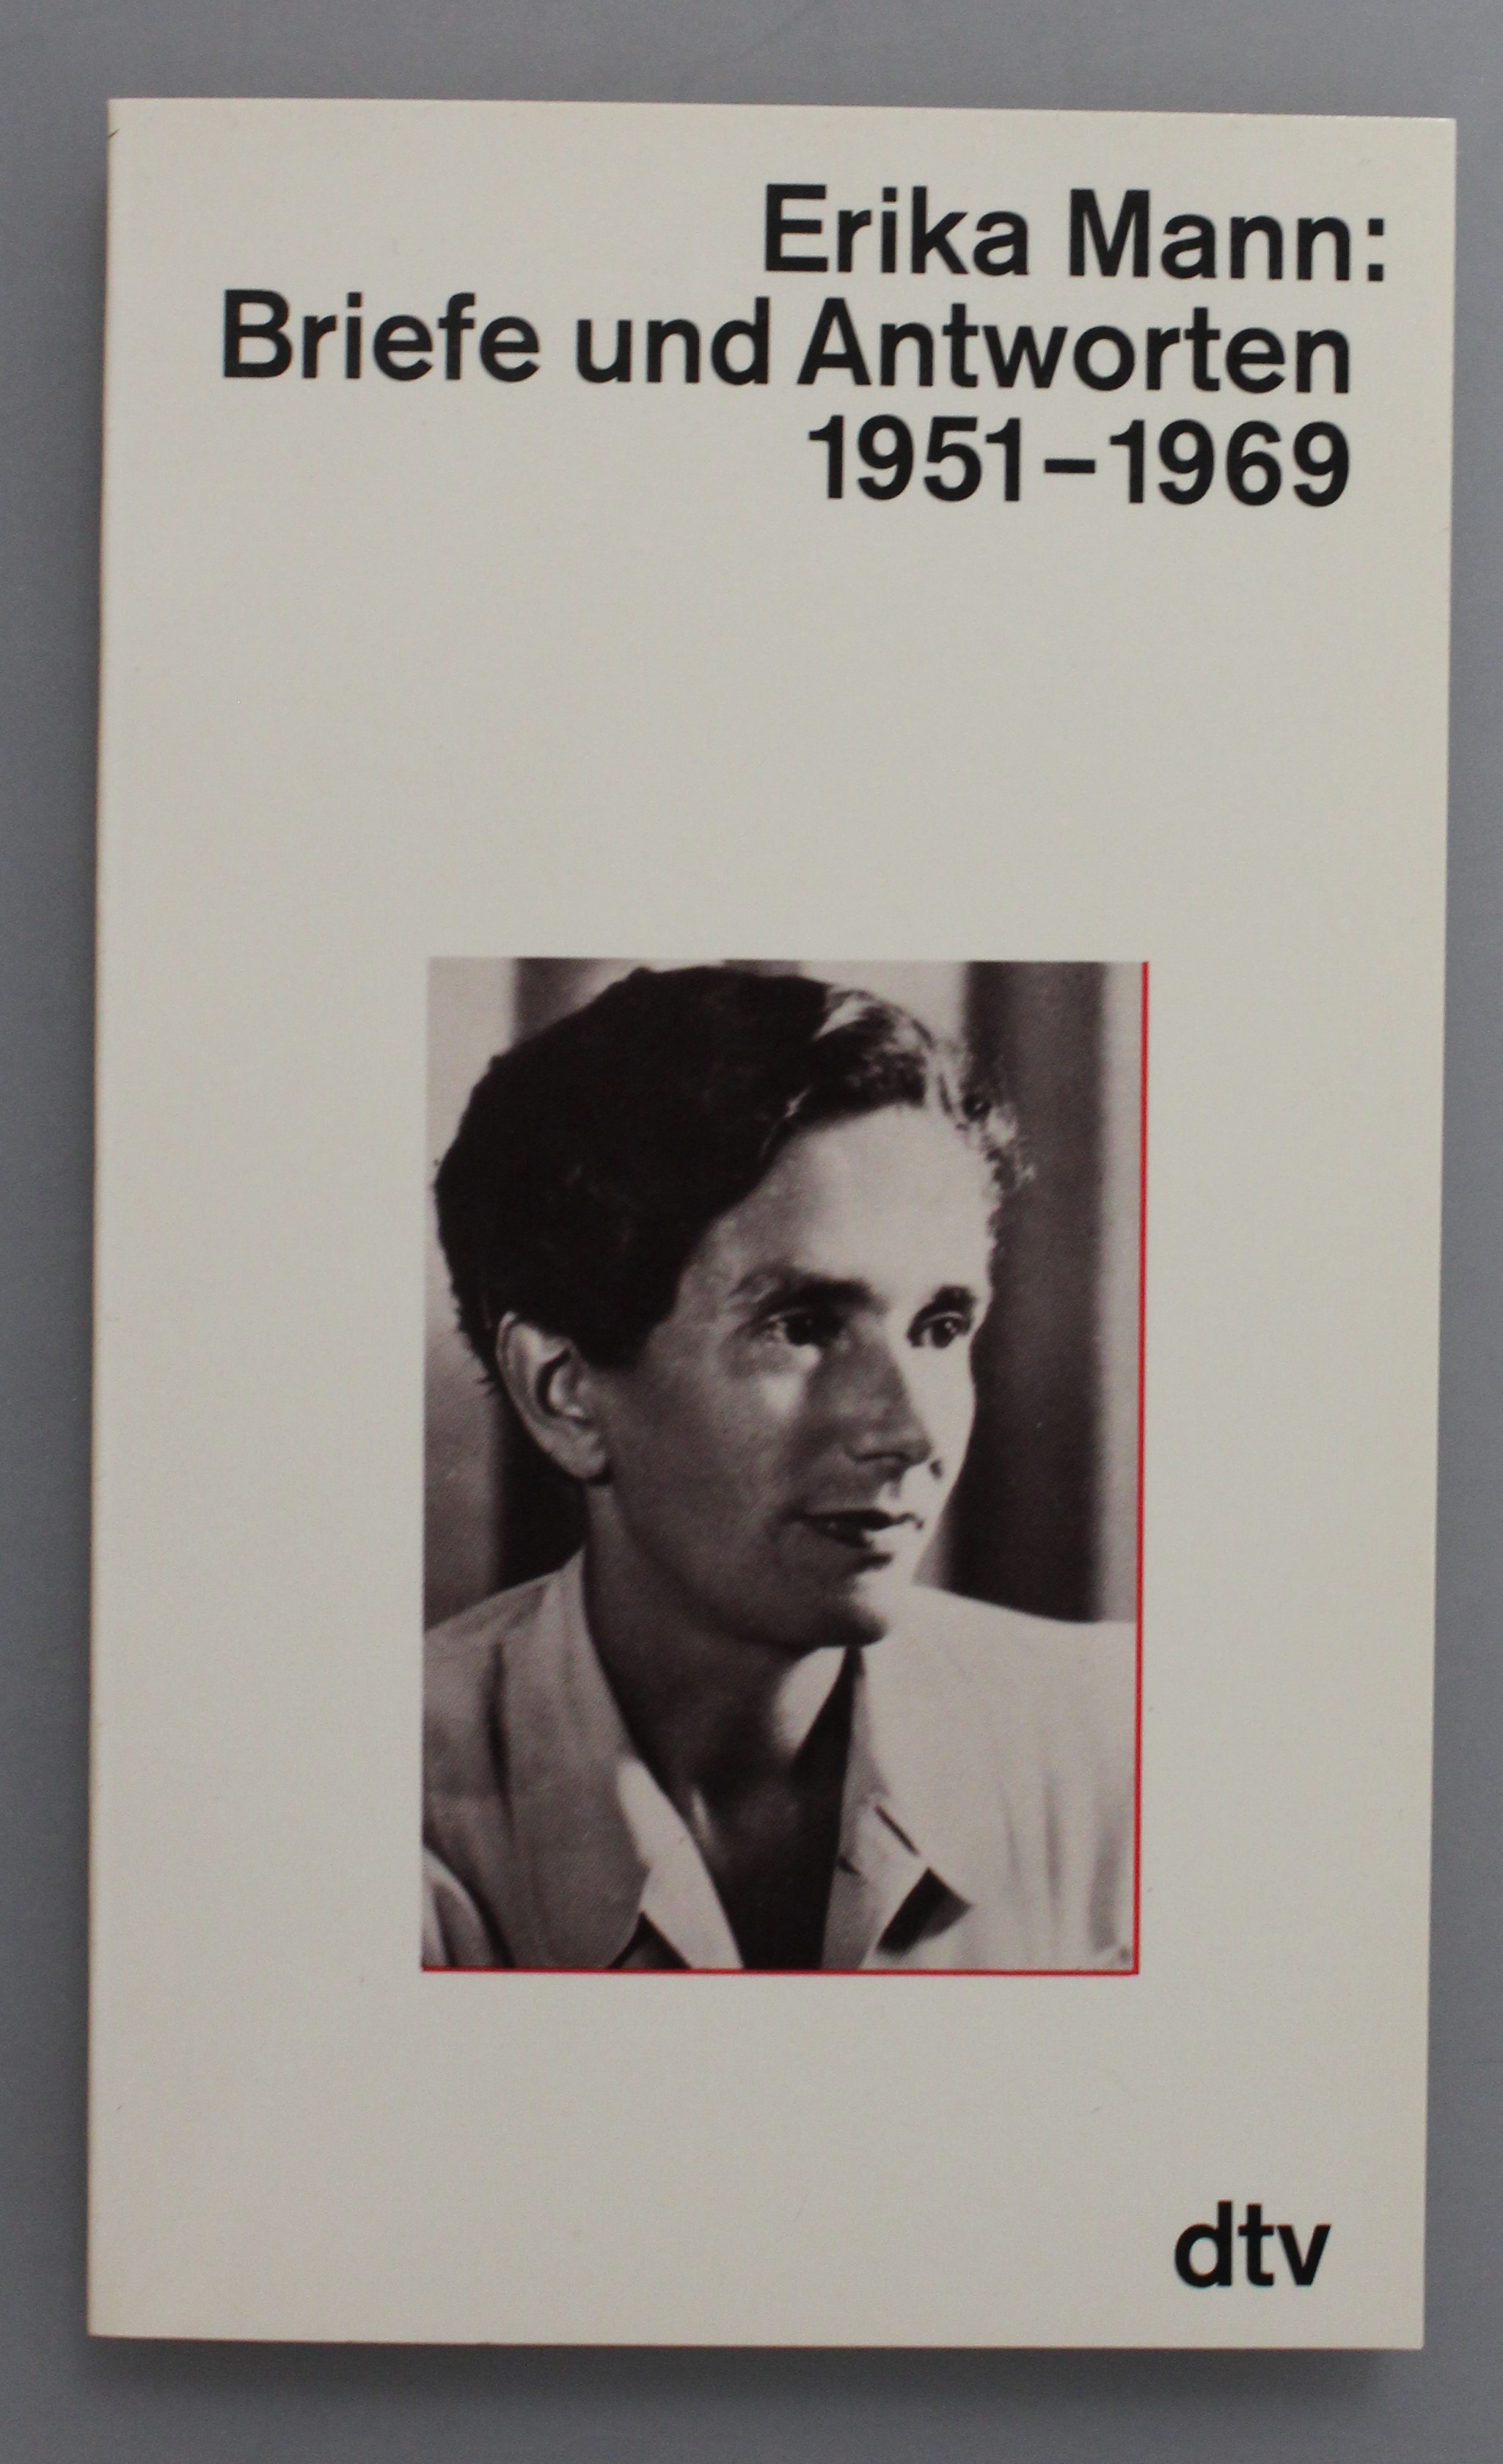 Erika Mann:
Briefe und Antworten
1951–1969
dtv